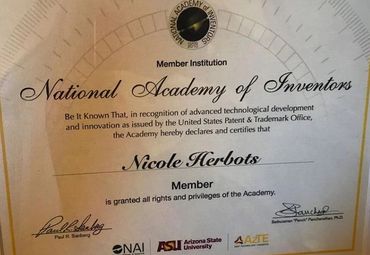 NATIONAL ACADEMY OF INVENTORS
Member Institution
National Academy of Inventors
Be It Known That, in recognition of advanced technological development
and innovation as issued by the United States Patent & Trademark Office,
the Academy hereby declares and certifies that
Nicole Herbots
Member
is granted all rights and privileges of the Academy.
Paul R. Sanberg
Paul R. Sanberg
Sethuraman "Panch" Panchanathan, Ph.D.
NAI
ASU Arizona State University
AzTE